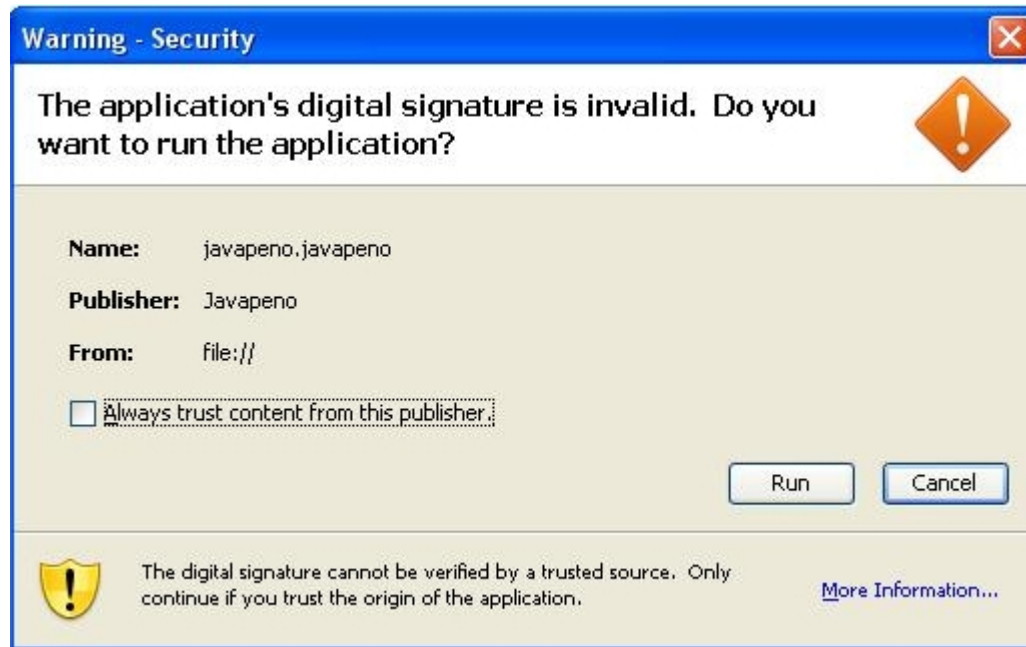 Warning - Security
The application's digital signature is invalid. Do you
want to run the application?
Name: javapeno.javapeno
Publisher: Javapeno
From: file://
Always trust content from this publisher.
Run Cancel
The digital signature cannot be verified by a trusted source. Only
continue if you trust the origin of the application.
More Information...